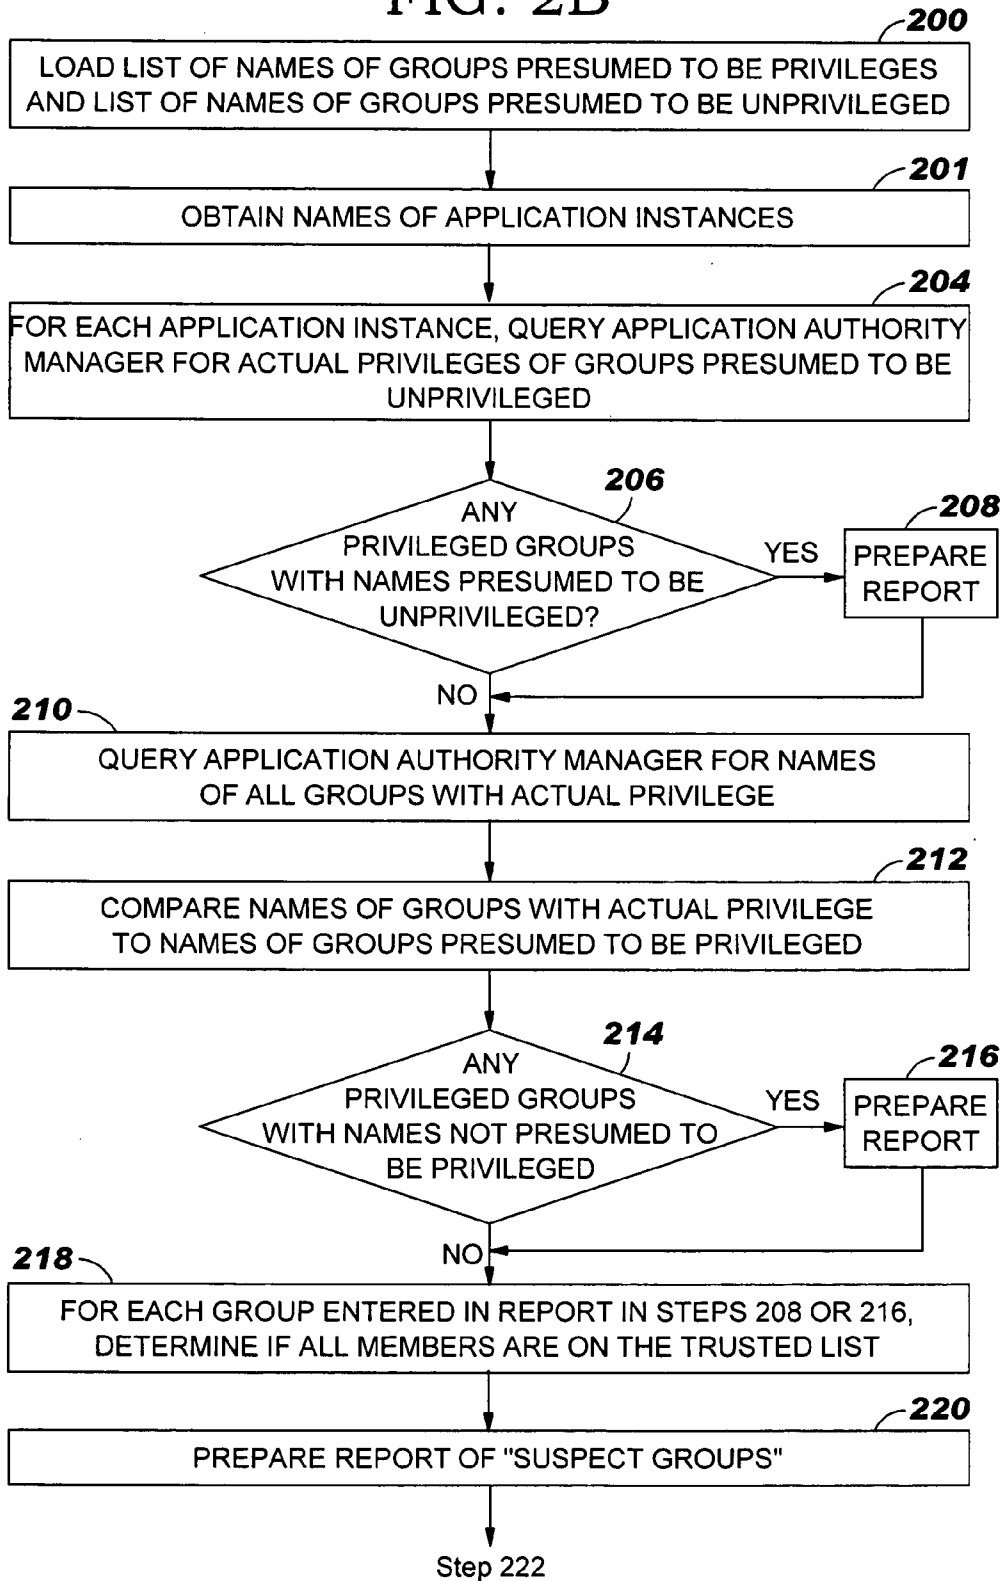 FIG. 2B
200
LOAD LIST OF NAMES OF GROUPS PRESUMED TO BE PRIVILEGES
AND LIST OF NAMES OF GROUPS PRESUMED TO BE UNPRIVILEGED
201
OBTAIN NAMES OF APPLICATION INSTANCES
204
FOR EACH APPLICATION INSTANCE, QUERY APPLICATION AUTHORITY
MANAGER FOR ACTUAL PRIVILEGES OF GROUPS PRESUMED TO BE
UNPRIVILEGED
206
ANY
PRIVILEGED GROUPS
WITH NAMES PRESUMED TO BE
UNPRIVILEGED?
YES
208
PREPARE
REPORT
NO
210
QUERY APPLICATION AUTHORITY MANAGER FOR NAMES
OF ALL GROUPS WITH ACTUAL PRIVILEGE
212
COMPARE NAMES OF GROUPS WITH ACTUAL PRIVILEGE
TO NAMES OF GROUPS PRESUMED TO BE PRIVILEGED
214
ANY
PRIVILEGED GROUPS
WITH NAMES NOT PRESUMED TO
BE PRIVILEGED
YES
216
PREPARE
REPORT
NO
218
FOR EACH GROUP ENTERED IN REPORT IN STEPS 208 OR 216,
DETERMINE IF ALL MEMBERS ARE ON THE TRUSTED LIST
220
PREPARE REPORT OF "SUSPECT GROUPS"
Step 222